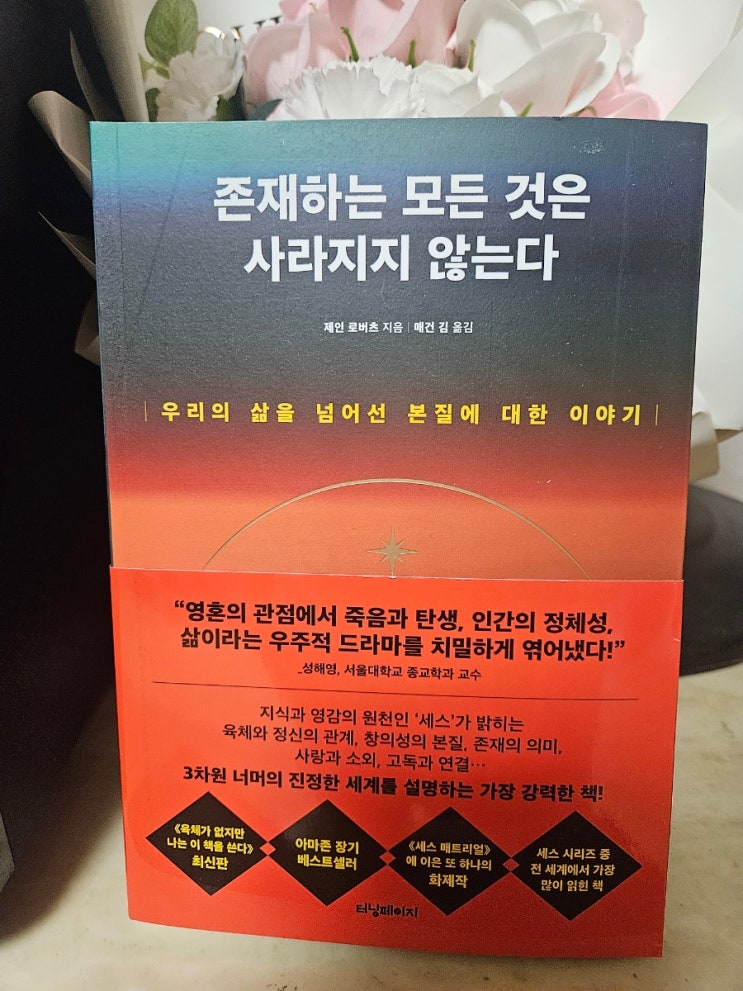 존재하는 모든 것은
사라지지 않는다
제인 로버츠 지음 | 매건 김 옮김
| 우리의 삶을 넘어선 본질에 대한 이야기 |
“영혼의 관점에서 죽음과 탄생, 인간의 정체성,
삶이라는 우주적 드라마를 치밀하게 엮어냈다!”
_성해영, 서울대학교 종교학과 교수
지식과 영감의 원천인 ‘세스’가 밝히는
육체와 정신의 관계, 창의성의 본질, 존재의 의미,
사랑과 소외, 고독과 연결…
3차원 너머의 진정한 세계를 설명하는 가장 강력한 책!
《육체가 없지만
나는 이 책을 쓴다》
최신판
아마존 장기
베스트셀러
《세스 매트리얼》
에 이은 또 하나의
화제작
세스 시리즈 중
전 세계에서 가장
많이 읽힌 책
터닝페이지